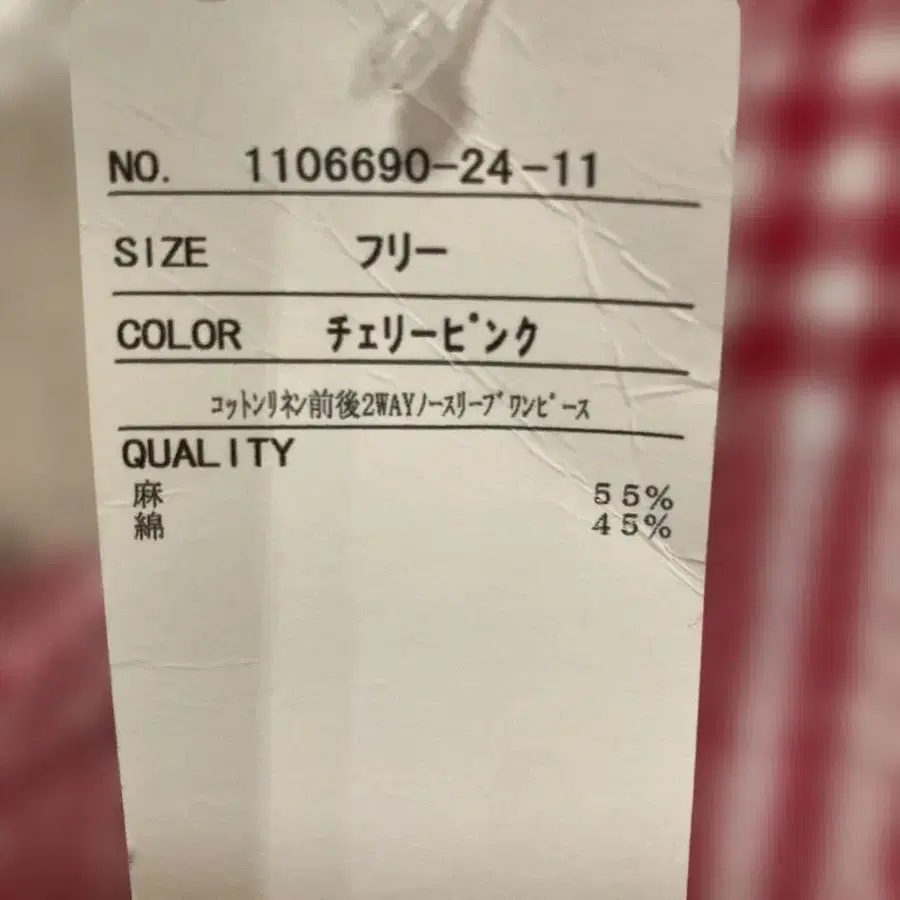 NO. 1106690-24-11
SIZE フリー
COLOR チェリーピンク
コットンリネン前後2WAYノースリーブワンピース
QUALITY
麻 55%
綿 45%